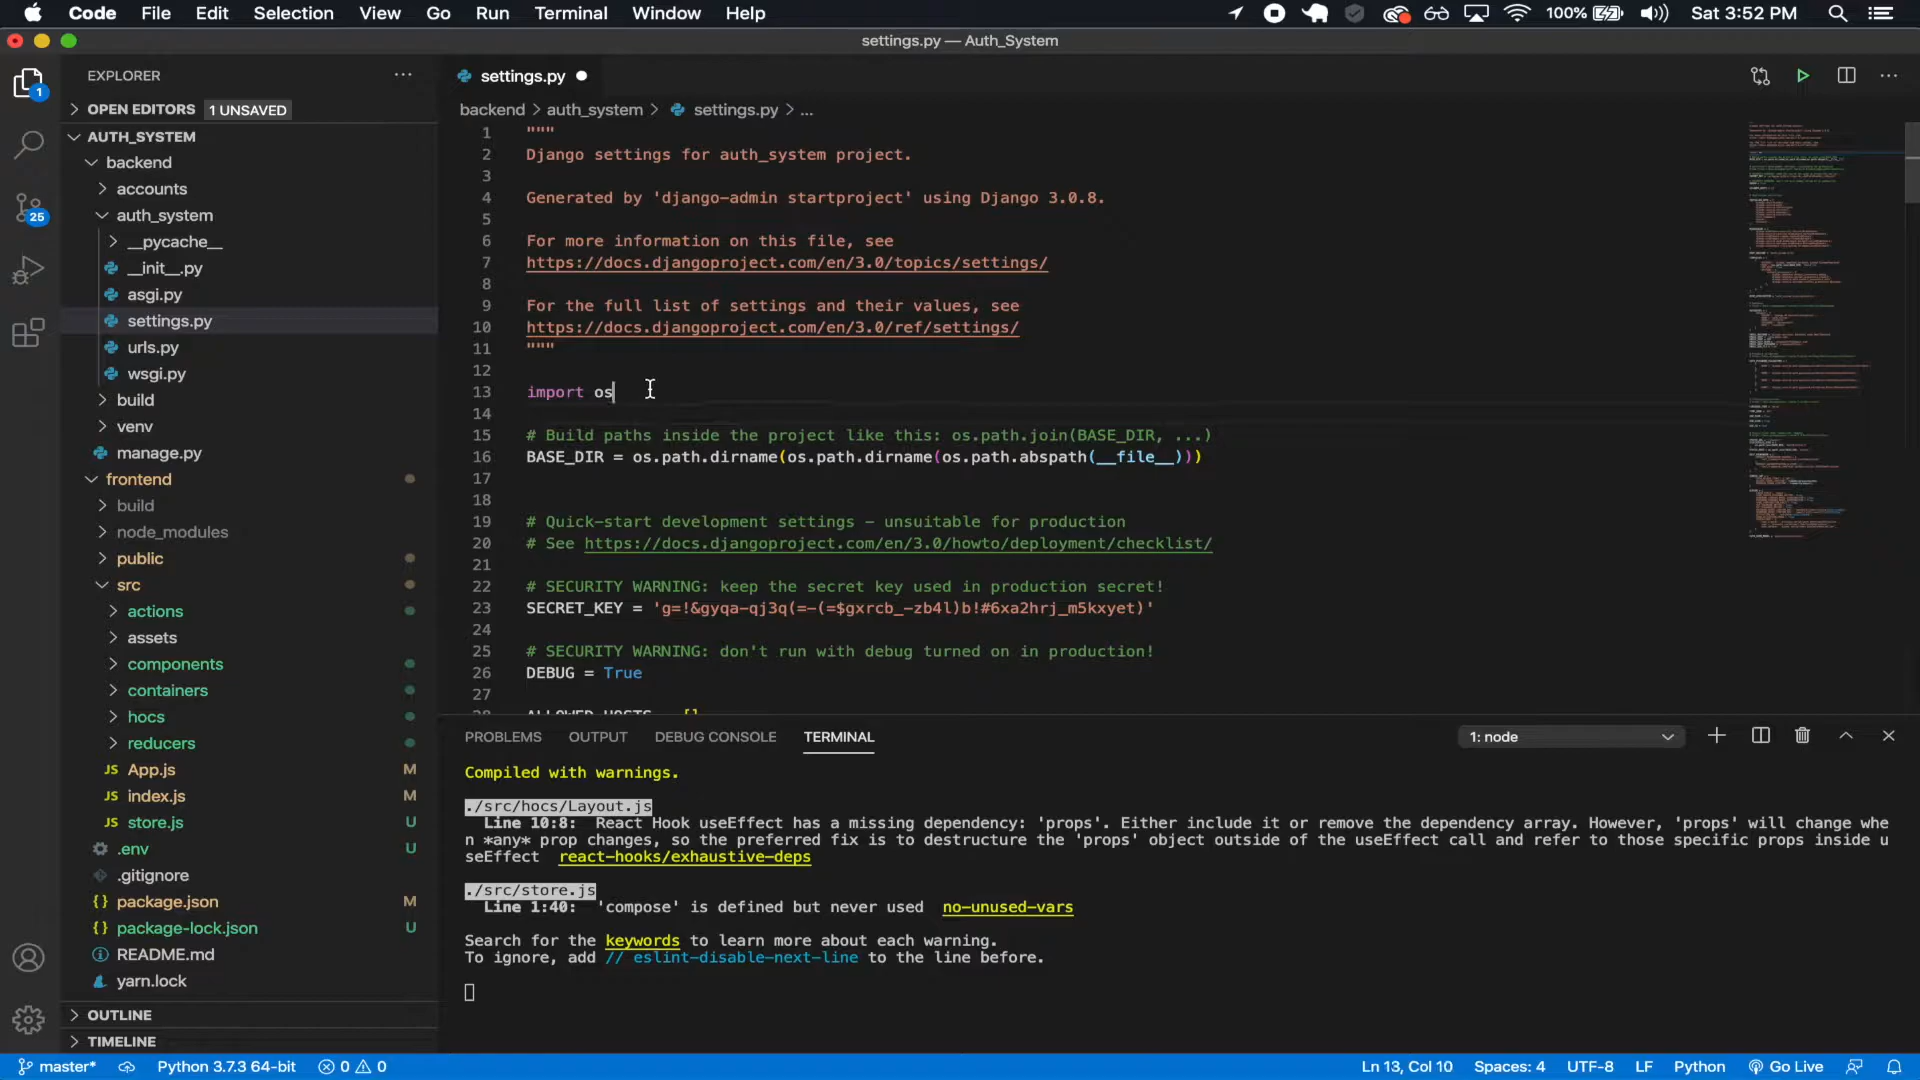 Code File Edit Selection View Go Run Terminal Window Help 100% Sat 3:52 PM
settings.py — Auth_System
EXPLORER
settings.py
OPEN EDITORS 1 UNSAVED
backend > auth_system > settings.py > ...
AUTH_SYSTEM
backend
accounts
auth_system
__pycache__
__init__.py
asgi.py
settings.py
urls.py
wsgi.py
build
venv
manage.py
frontend
build
node_modules
public
src
actions
assets
components
containers
hocs
reducers
JS App.js M
JS index.js M
JS store.js U
.env U
.gitignore
{} package.json M
{} package-lock.json U
README.md
yarn.lock
OUTLINE
TIMELINE
1
25
1 """
2 Django settings for auth_system project.
3
4 Generated by 'django-admin startproject' using Django 3.0.8.
5
6 For more information on this file, see
7 https://docs.djangoproject.com/en/3.0/topics/settings/
8
9 For the full list of settings and their values, see
10 https://docs.djangoproject.com/en/3.0/ref/settings/
11 """
12
13 import os
14
15 # Build paths inside the project like this: os.path.join(BASE_DIR, ...)
16 BASE_DIR = os.path.dirname(os.path.dirname(os.path.abspath(__file__)))
17
18
19 # Quick-start development settings - unsuitable for production
20 # See https://docs.djangoproject.com/en/3.0/howto/deployment/checklist/
21
22 # SECURITY WARNING: keep the secret key used in production secret!
23 SECRET_KEY = 'g=!&gyqa-qj3q(=-(=$gxrcb_-zb4l)b!#6xa2hrj_m5kxyet)'
24
25 # SECURITY WARNING: don't run with debug turned on in production!
26 DEBUG = True
27
28 ALLOWED_HOSTS = []
PROBLEMS OUTPUT DEBUG CONSOLE TERMINAL 1: node
Compiled with warnings.
./src/hocs/Layout.js
Line 10:8: React Hook useEffect has a missing dependency: 'props'. Either include it or remove the dependency array. However, 'props' will change whe
n *any* prop changes, so the preferred fix is to destructure the 'props' object outside of the useEffect call and refer to those specific props inside u
seEffect react-hooks/exhaustive-deps
./src/store.js
Line 1:40: 'compose' is defined but never used no-unused-vars
Search for the keywords to learn more about each warning.
To ignore, add // eslint-disable-next-line to the line before.
master* Python 3.7.3 64-bit 0 0 Ln 13, Col 10 Spaces: 4 UTF-8 LF Python Go Live